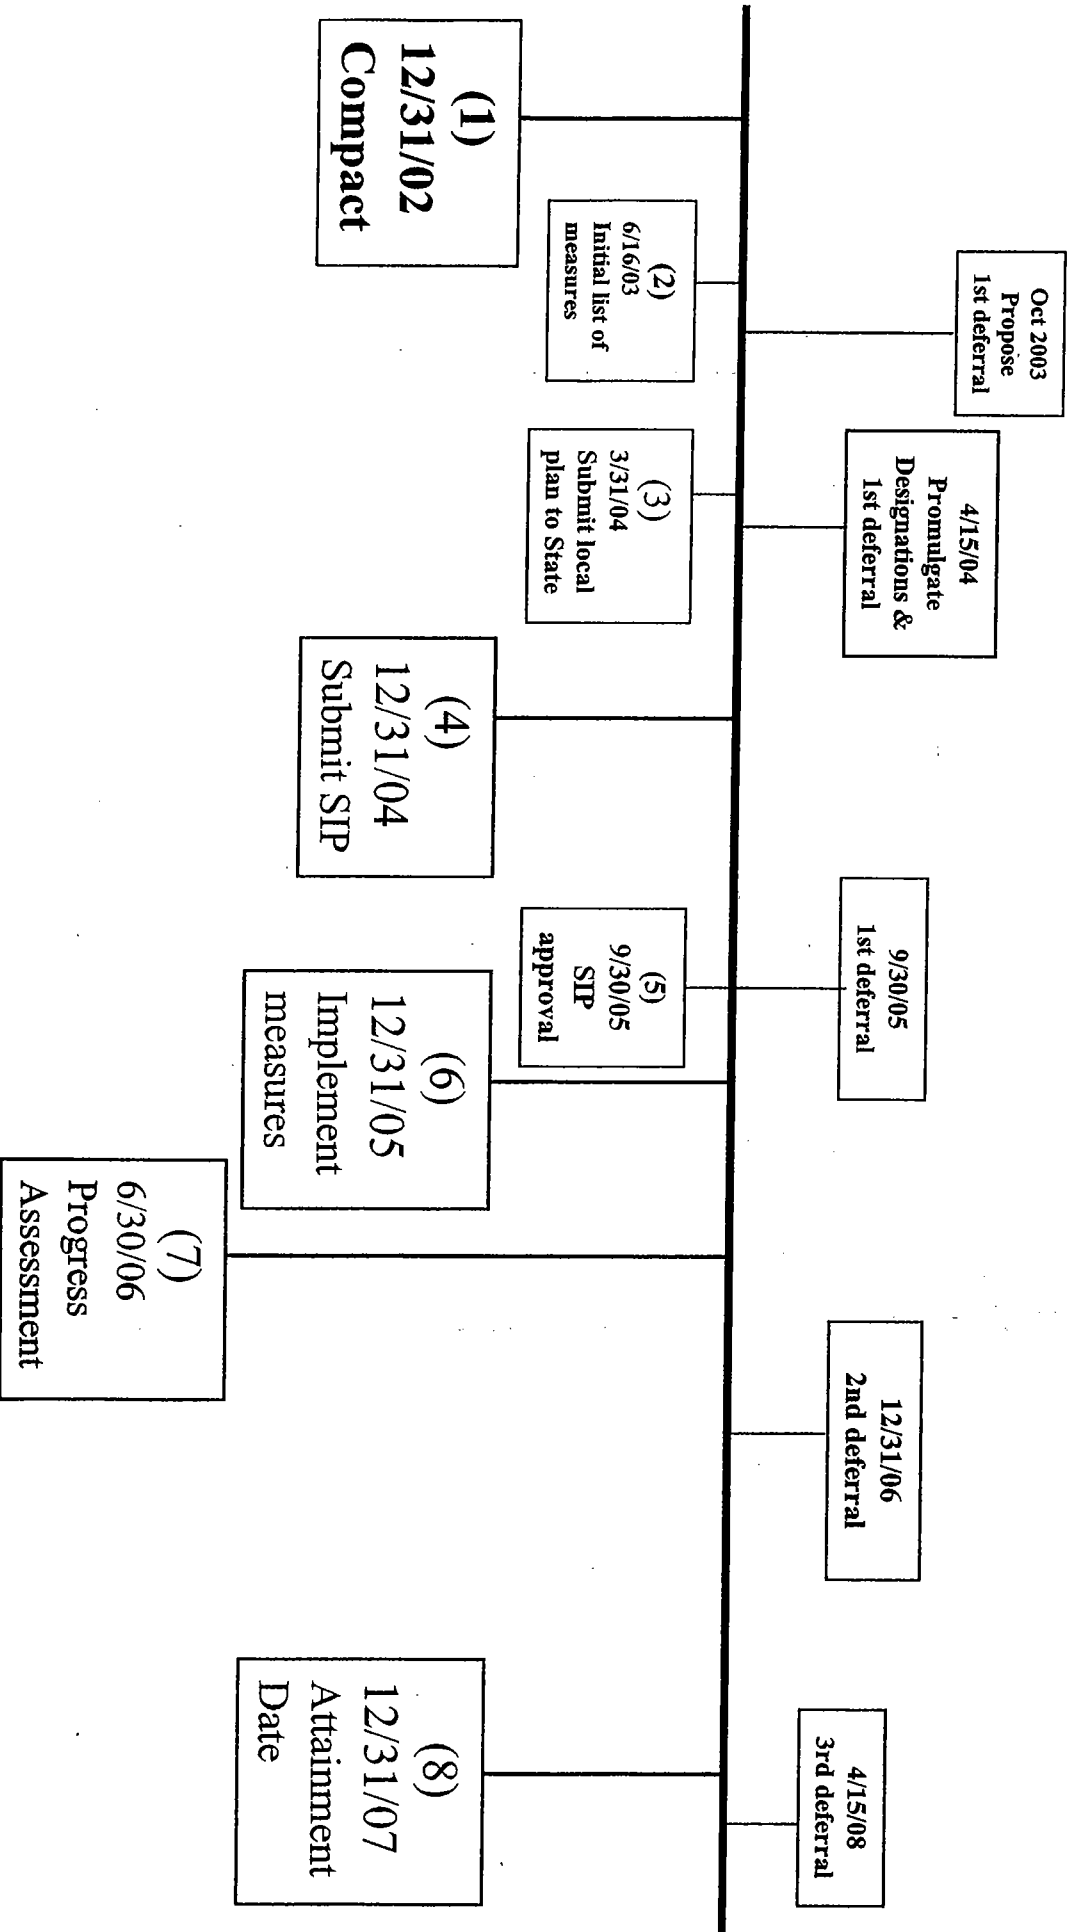 Oct 2003
Propose
1st deferral
4/15/04
Promulgate
Designations &
1st deferral
9/30/05
1st deferral
12/31/06
2nd deferral
4/15/08
3rd deferral
(1)
12/31/02
Compact
(2)
6/16/03
Initial list of
measures
(3)
3/31/04
Submit local
plan to State
(4)
12/31/04
Submit SIP
(5)
9/30/05
SIP
approval
(6)
12/31/05
Implement
measures
(7)
6/30/06
Progress
Assessment
(8)
12/31/07
Attainment
Date